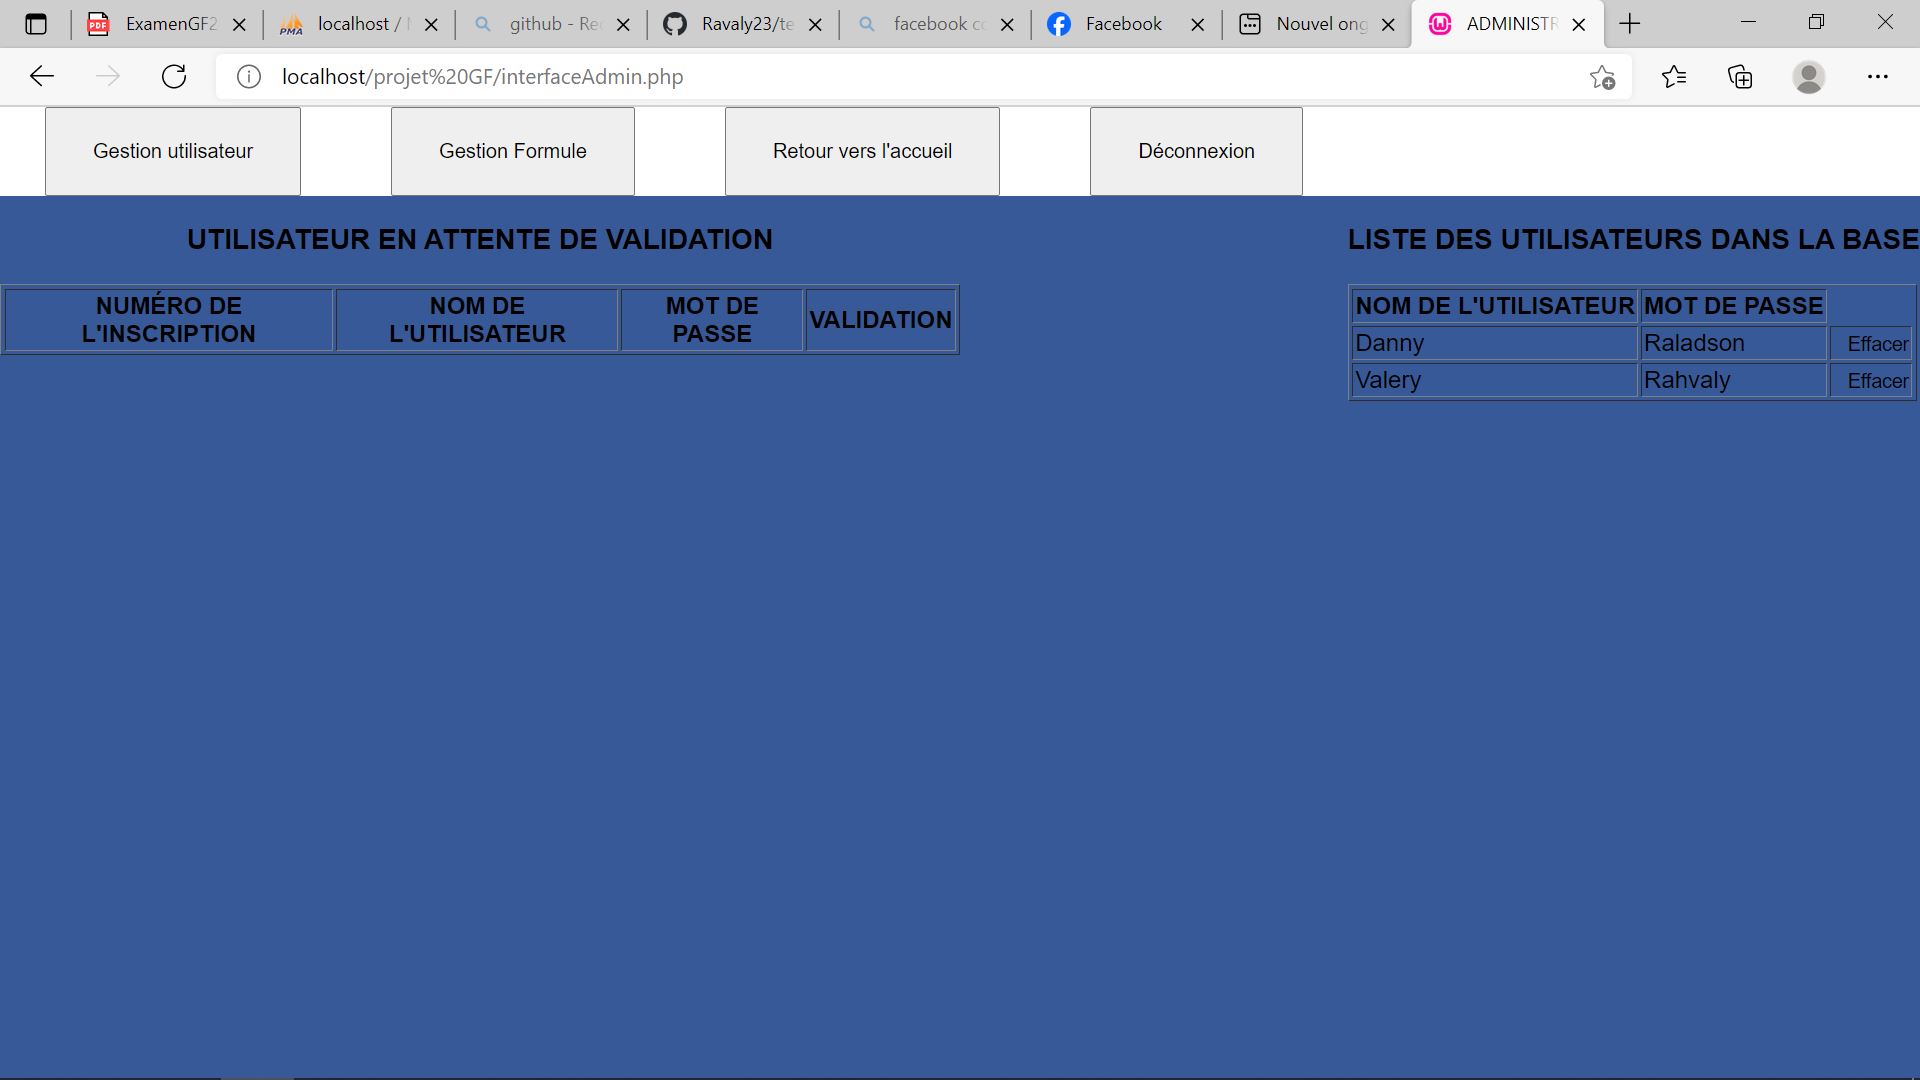 ExamenGF2
localhost / 
github - Rec
Ravaly23/te
facebook co
Facebook
Nouvel ong
ADMINISTR
localhost/projet%20GF/interfaceAdmin.php
Gestion utilisateur
Gestion Formule
Retour vers l'accueil
Déconnexion
UTILISATEUR EN ATTENTE DE VALIDATION
NUMÉRO DE
L'INSCRIPTION
NOM DE
L'UTILISATEUR
MOT DE
PASSE
VALIDATION
LISTE DES UTILISATEURS DANS LA BASE
NOM DE L'UTILISATEUR MOT DE PASSE
Danny Raladson Effacer
Valery Rahvaly Effacer